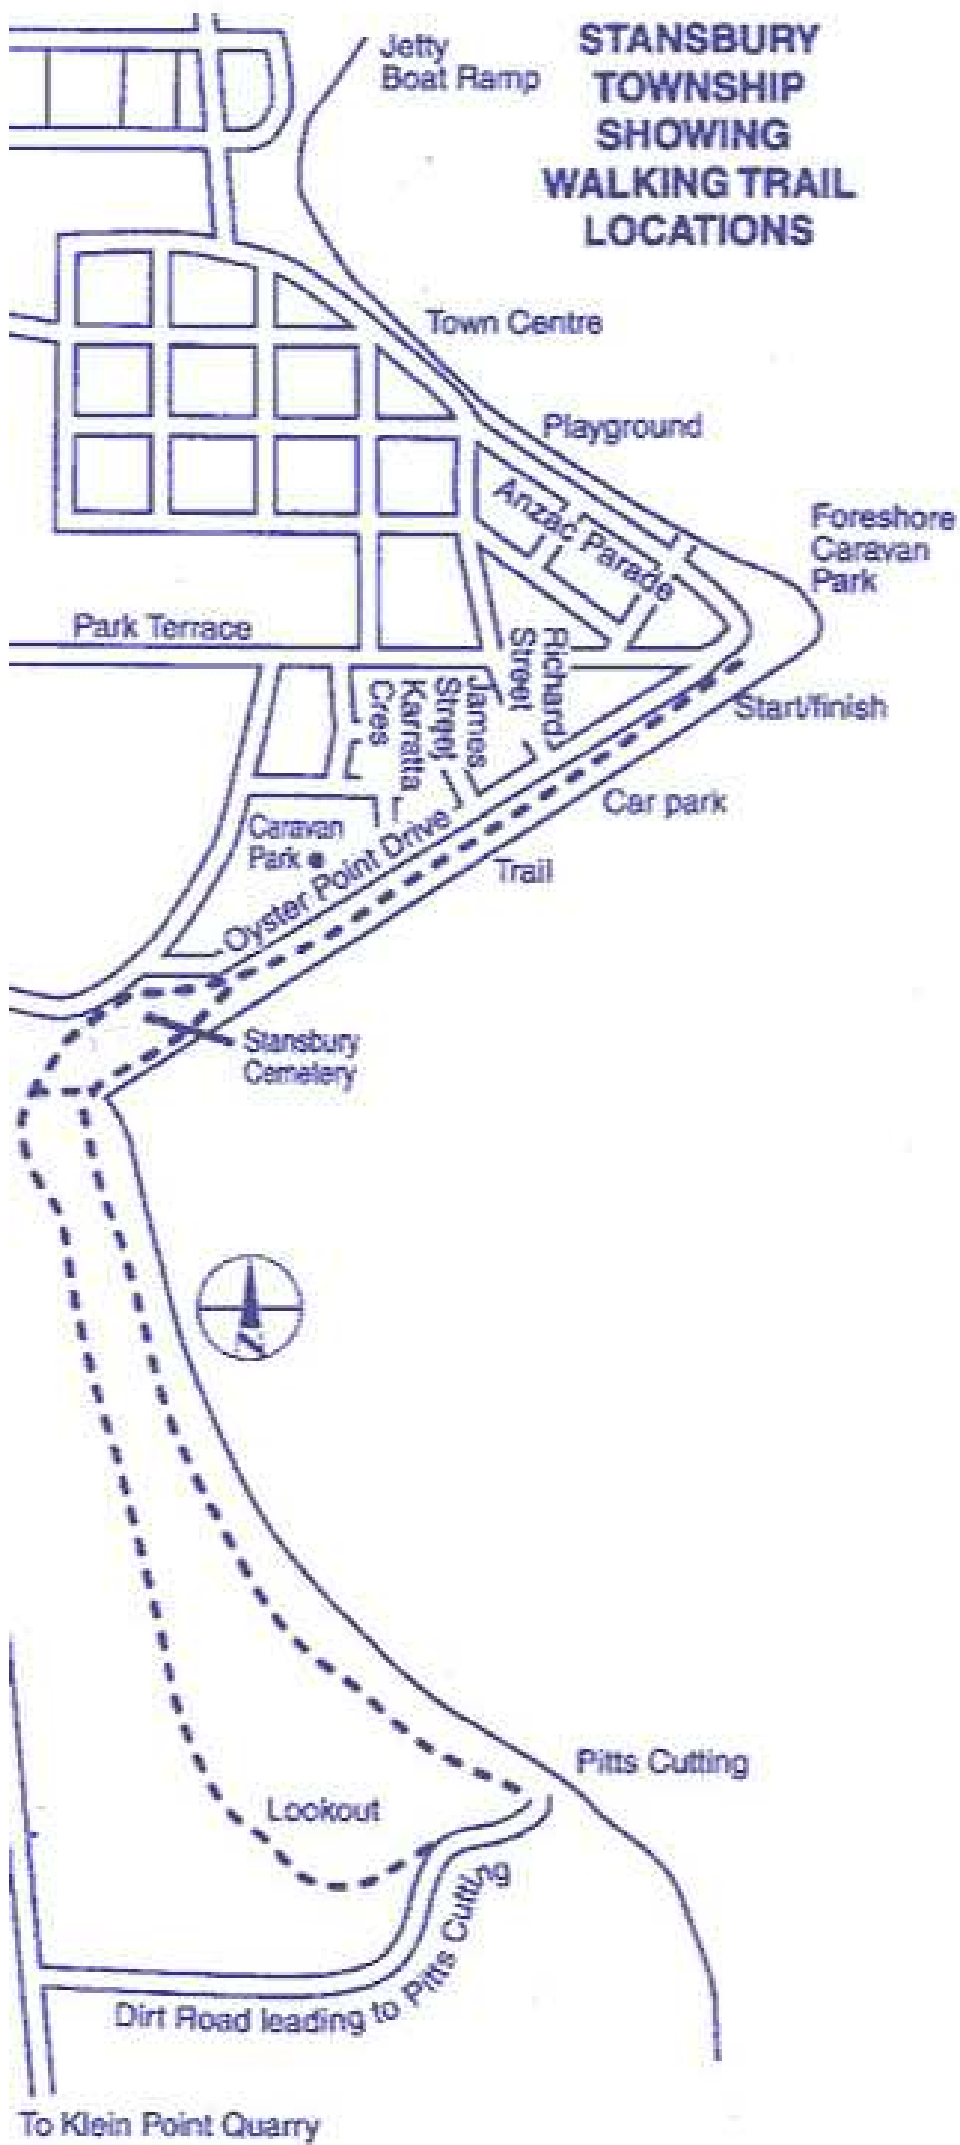 Jetty
Boat Ramp
STANSBURY
TOWNSHIP
SHOWING
WALKING TRAIL
LOCATIONS
Town Centre
Playground
Anzac Parade
Foreshore
Caravan
Park
Park Terrace
Richard
Street
James
Street
Karratta
Cres
Start/finish
Car park
Caravan
Park
Oyster Point Drive
Trail
Stansbury
Cemetery
N
Pitts Cutting
Lookout
Dirt Road leading to Pitts Cutting
To Klein Point Quarry